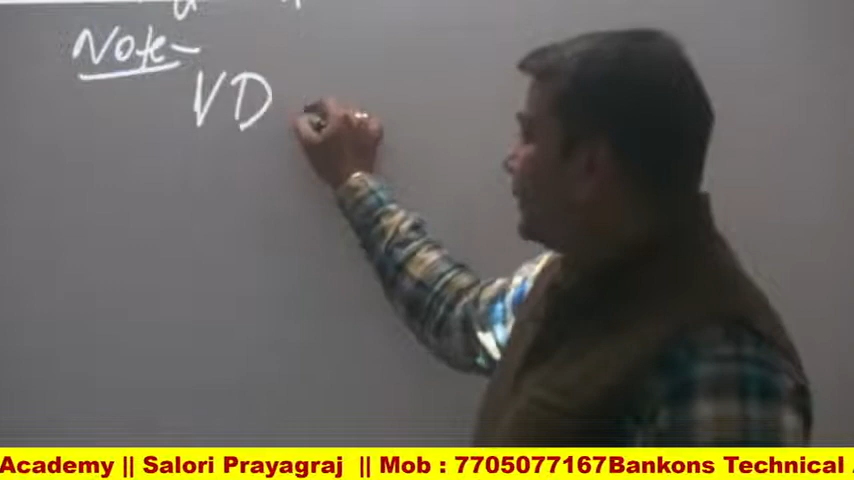 Note-
VD
Academy || Salori Prayagraj || Mob : 7705077167Bankons Technical